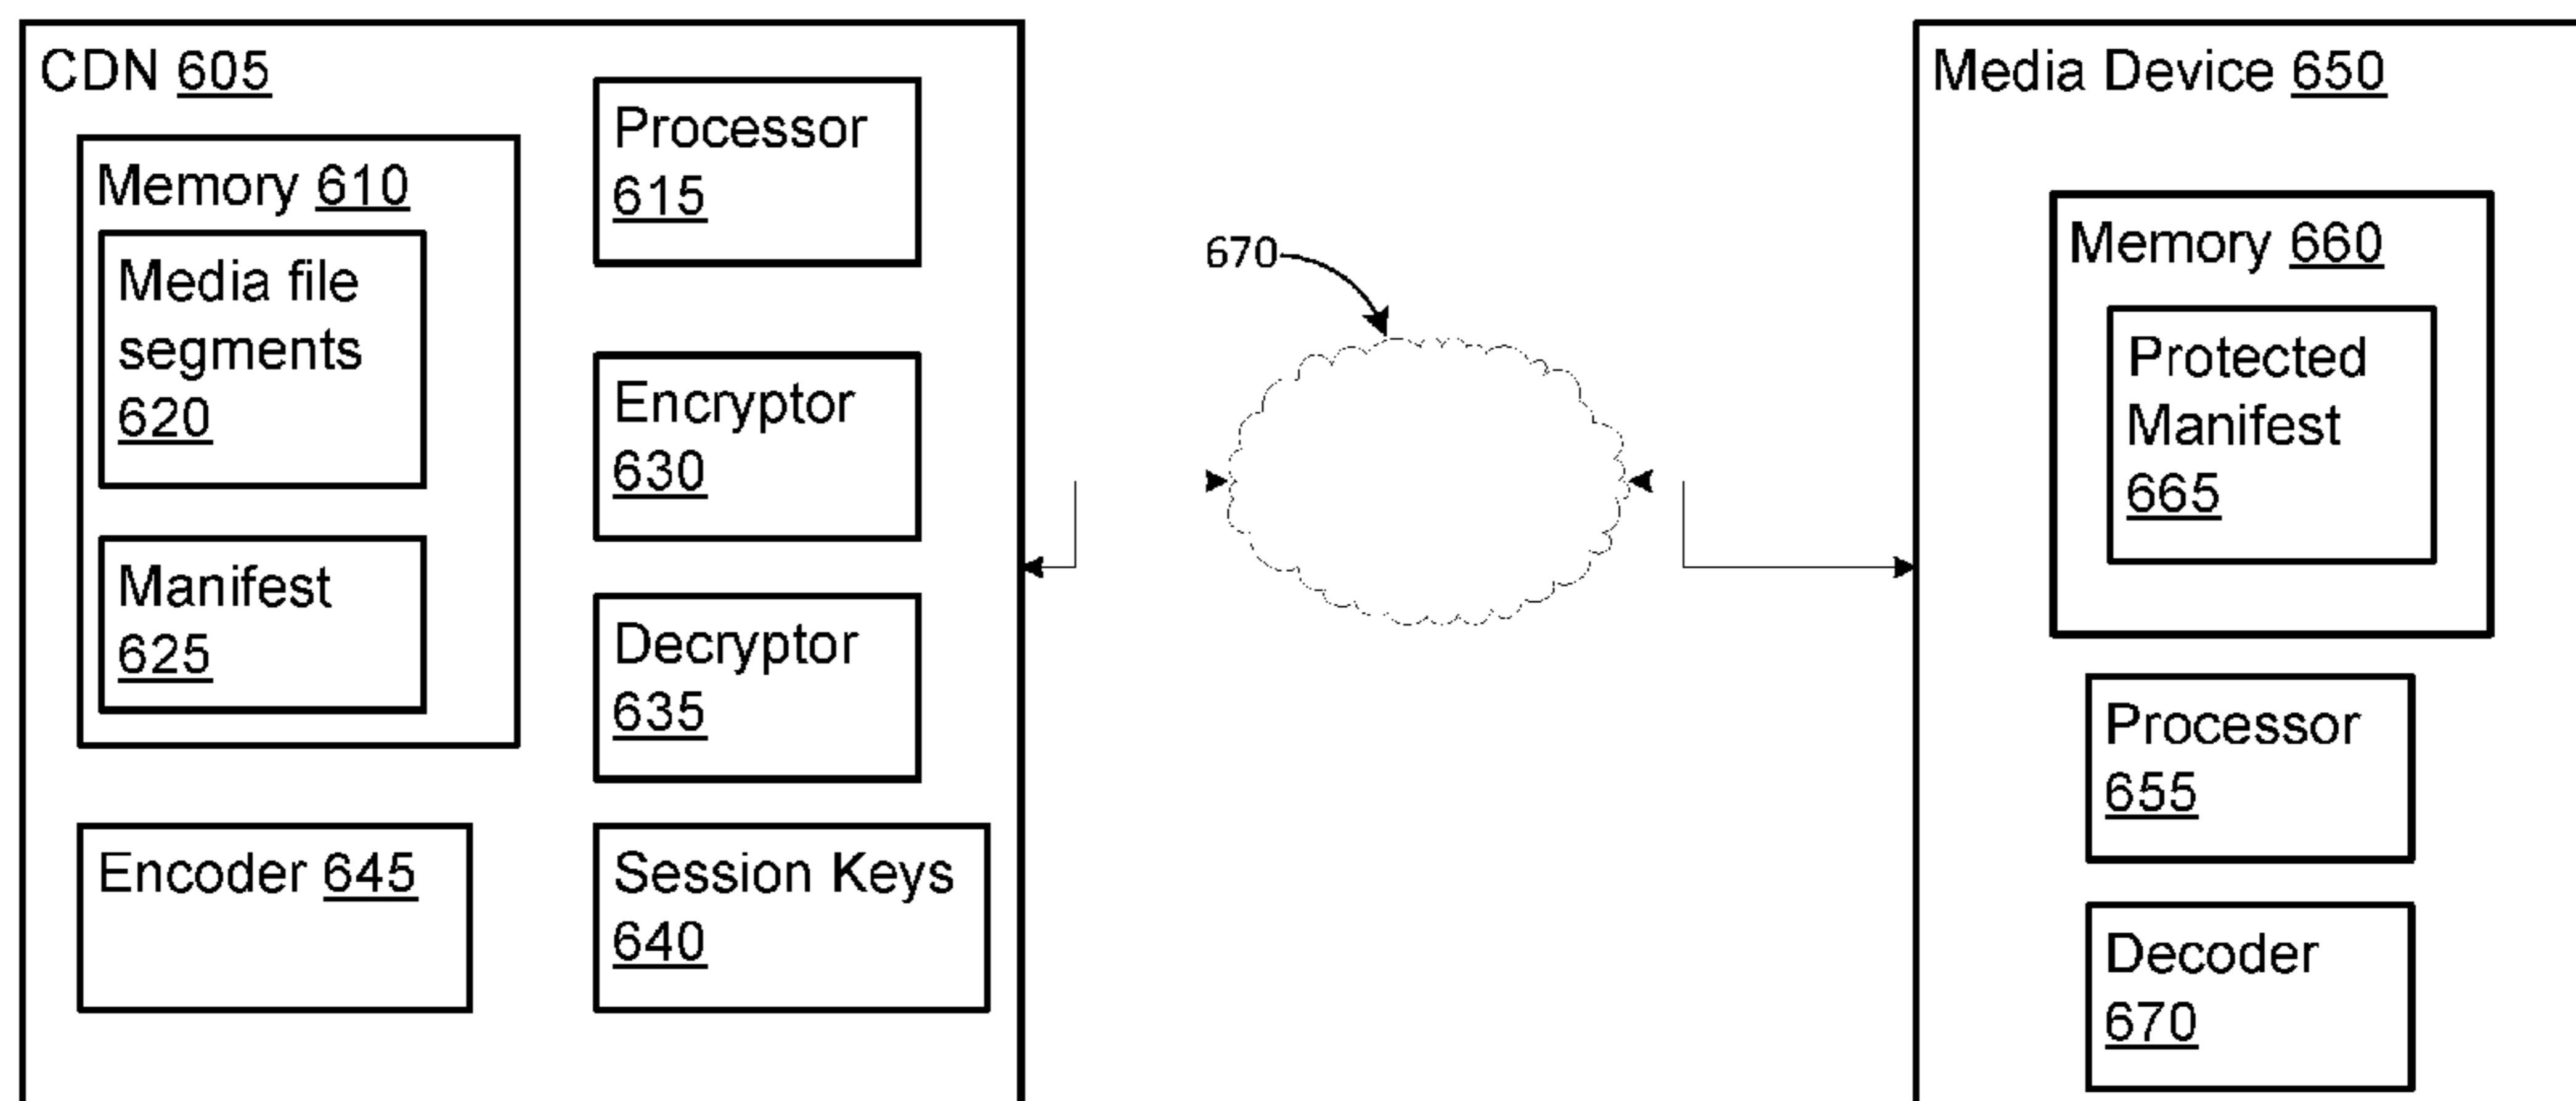 CDN 605
Memory 610
Media file
segments
620
Manifest
625
Encoder 645
Processor
615
Encryptor
630
Decryptor
635
Session Keys
640
670
Media Device 650
Memory 660
Protected
Manifest
665
Processor
655
Decoder
670